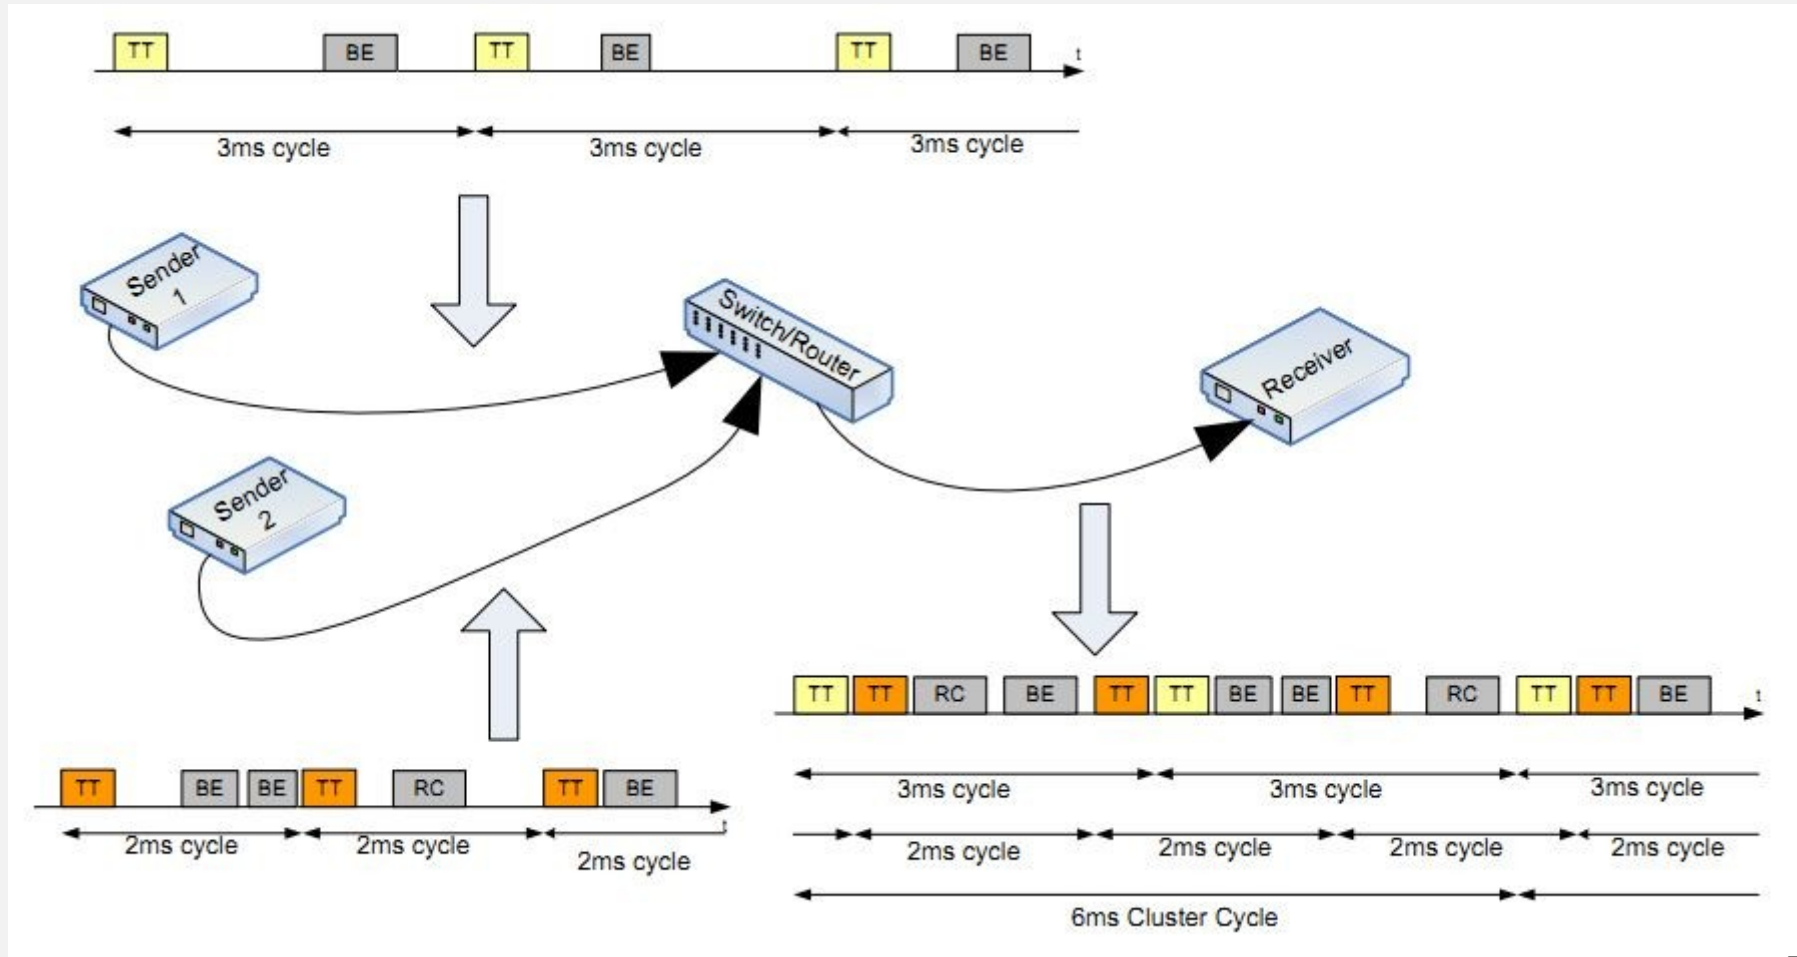 TT BE TT BE TT BE t
3ms cycle 3ms cycle 3ms cycle
Sender
1
Switch/Router
Receiver
Sender
2
TT TT RC BE TT TT BE BE TT RC TT TT BE t
3ms cycle 3ms cycle 3ms cycle
2ms cycle 2ms cycle 2ms cycle 2ms cycle
6ms Cluster Cycle
TT BE BE TT RC TT BE t
2ms cycle 2ms cycle 2ms cycle